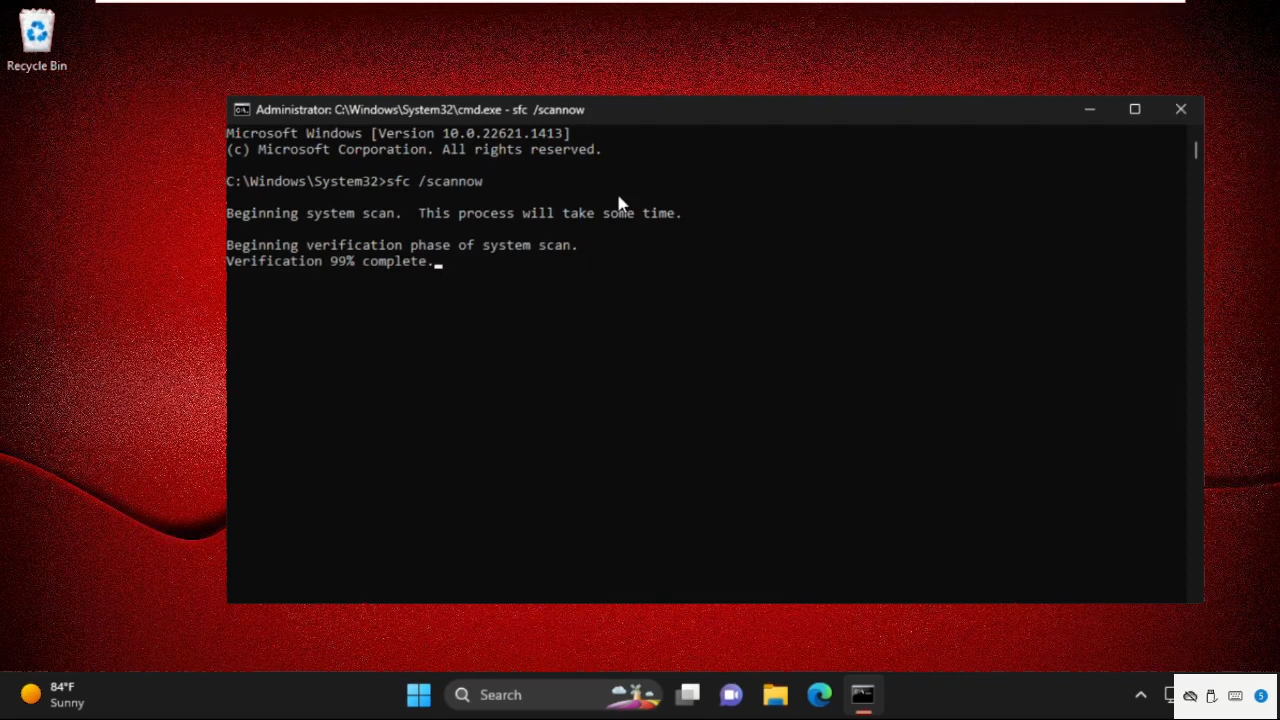 Recycle Bin
Administrator: C:\Windows\System32\cmd.exe - sfc  /scannow
Microsoft Windows [Version 10.0.22621.1413]
(c) Microsoft Corporation. All rights reserved.
C:\Windows\System32>sfc /scannow
Beginning system scan.  This process will take some time.
Beginning verification phase of system scan.
Verification 99% complete.
84°F
Sunny
Search
5